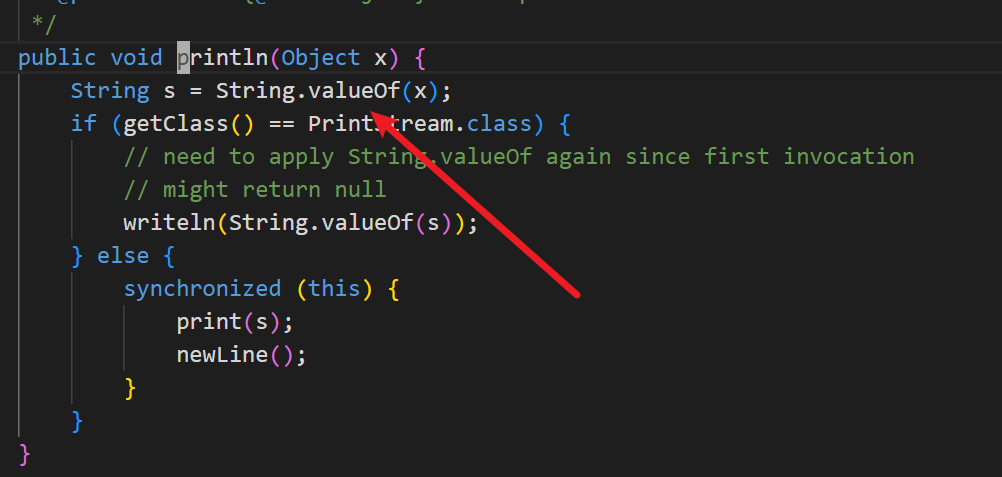 */
public void println(Object x) {
String s = String.valueOf(x);
if (getClass() == PrintStream.class) {
// need to apply String.valueOf again since first invocation
// might return null
writeln(String.valueOf(s));
} else {
synchronized (this) {
print(s);
newLine();
}
}
}